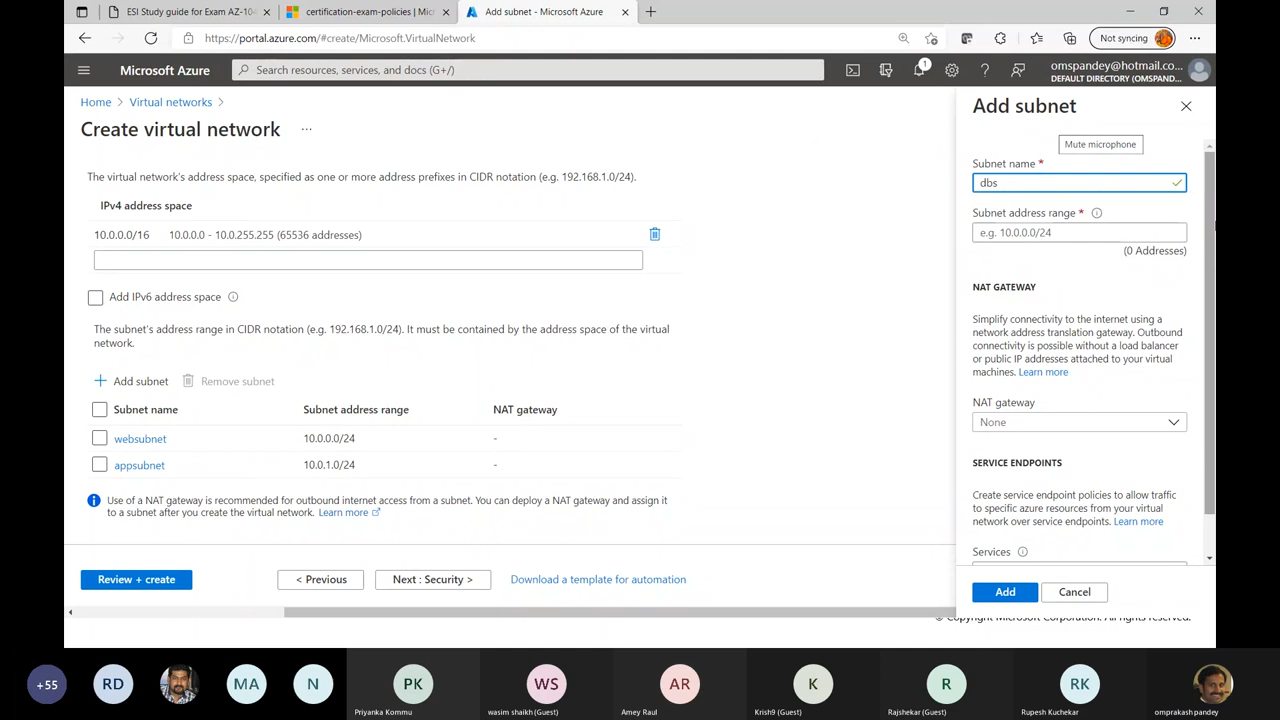 ESI Study guide for Exam AZ-104
certification-exam-policies | Mic
Add subnet - Microsoft Azure
https://portal.azure.com/#create/Microsoft.VirtualNetwork
Not syncing
Microsoft Azure
Search resources, services, and docs (G+/)
1
omspandey@hotmail.co...
DEFAULT DIRECTORY (OMSPAND...
Home > Virtual networks >
Create virtual network ...
The virtual network's address space, specified as one or more address prefixes in CIDR notation (e.g. 192.168.1.0/24).
IPv4 address space
10.0.0.0/16 10.0.0.0 - 10.0.255.255 (65536 addresses)
Add IPv6 address space
The subnet's address range in CIDR notation (e.g. 192.168.1.0/24). It must be contained by the address space of the virtual
network.
Add subnet Remove subnet
Subnet name Subnet address range NAT gateway
websubnet 10.0.0.0/24 -
appsubnet 10.0.1.0/24 -
Use of a NAT gateway is recommended for outbound internet access from a subnet. You can deploy a NAT gateway and assign it
to a subnet after you create the virtual network. Learn more
Review + create
< Previous
Next : Security >
Download a template for automation
Add subnet
Mute microphone
Subnet name *
dbs
Subnet address range *
e.g. 10.0.0.0/24
(0 Addresses)
NAT GATEWAY
Simplify connectivity to the internet using a
network address translation gateway. Outbound
connectivity is possible without a load balancer
or public IP addresses attached to your virtual
machines. Learn more
NAT gateway
None
SERVICE ENDPOINTS
Create service endpoint policies to allow traffic
to specific azure resources from your virtual
network over service endpoints. Learn more
Services
Add
Cancel
© Copyright Microsoft Corporation. All rights reserved.
+55
RD
MA
N
PK
Priyanka Kommu
WS
wasim shaikh (Guest)
AR
Amey Raul
K
Krish9 (Guest)
R
Rajshekar (Guest)
RK
Rupesh Kuchekar
omprakash pandey